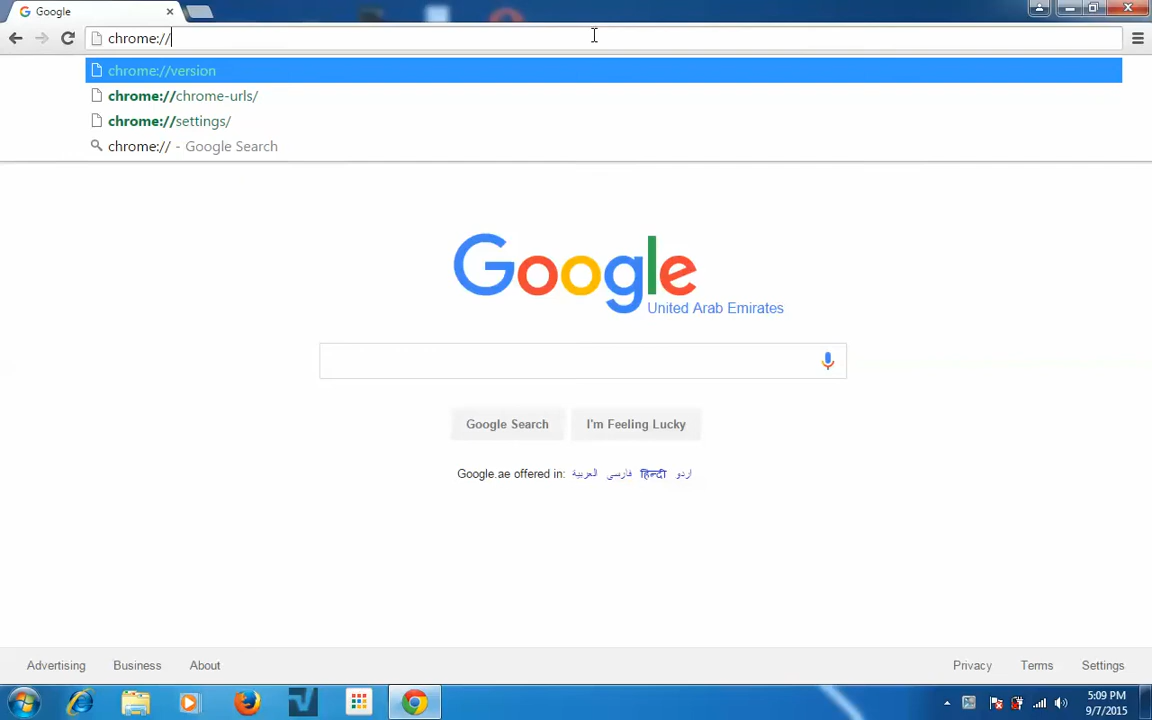 Google
chrome://
chrome://version
chrome://chrome-urls/
chrome://settings/
chrome:// - Google Search
Google
United Arab Emirates
Google Search I'm Feeling Lucky
Google.ae offered in: العربية فارسی हिन्दी اردو
Advertising Business About Privacy Terms Settings
5:09 PM
9/7/2015